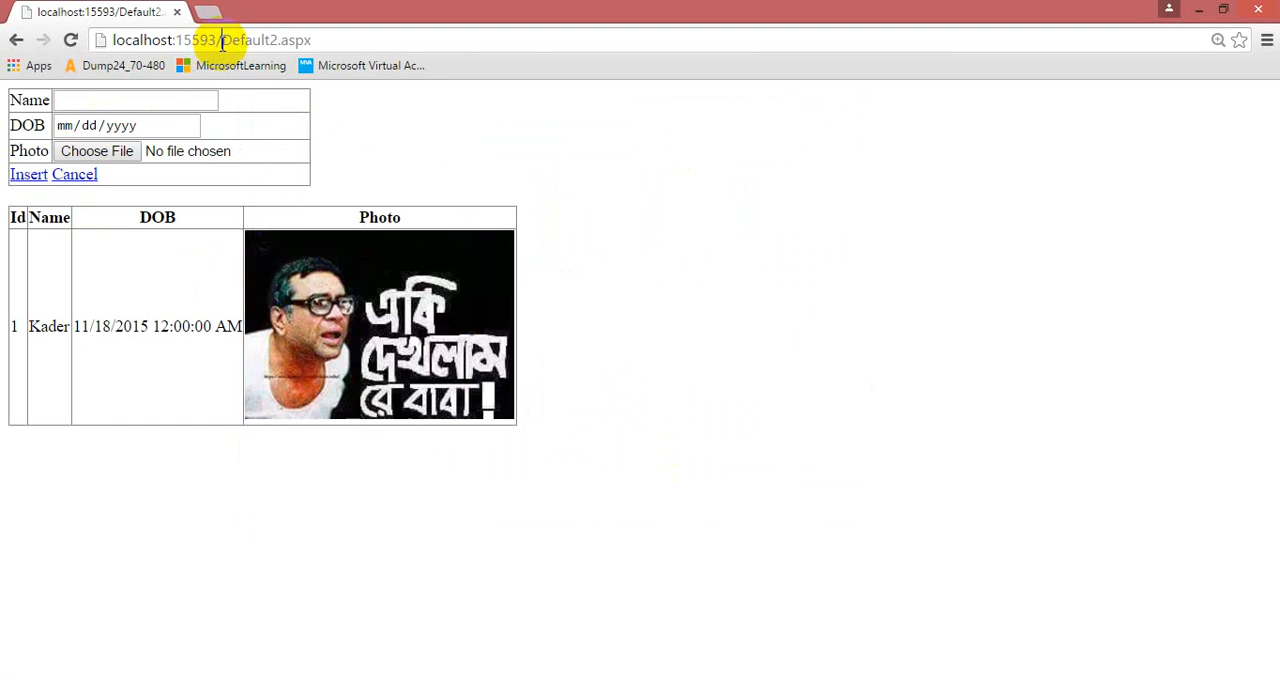 localhost:15593/Default2.
localhost:15593/Default2.aspx
Apps Dump24_70-480 MicrosoftLearning Microsoft Virtual Ac...
Name
DOB mm/dd/yyyy
Photo Choose File No file chosen
Insert Cancel
Id Name DOB Photo
1 Kader 11/18/2015 12:00:00 AM
একি
দেখলাম
রে বাবা !